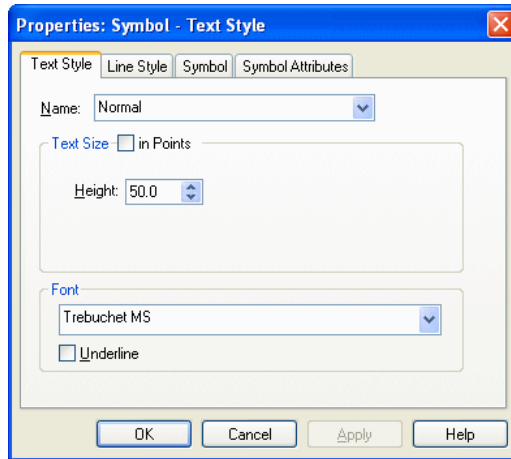 Properties: Symbol - Text Style
Text Style Line Style Symbol Symbol Attributes
Name: Normal
Text Size in Points
Height: 50.0
Font
Trebuchet MS
Underline
OK Cancel Apply Help